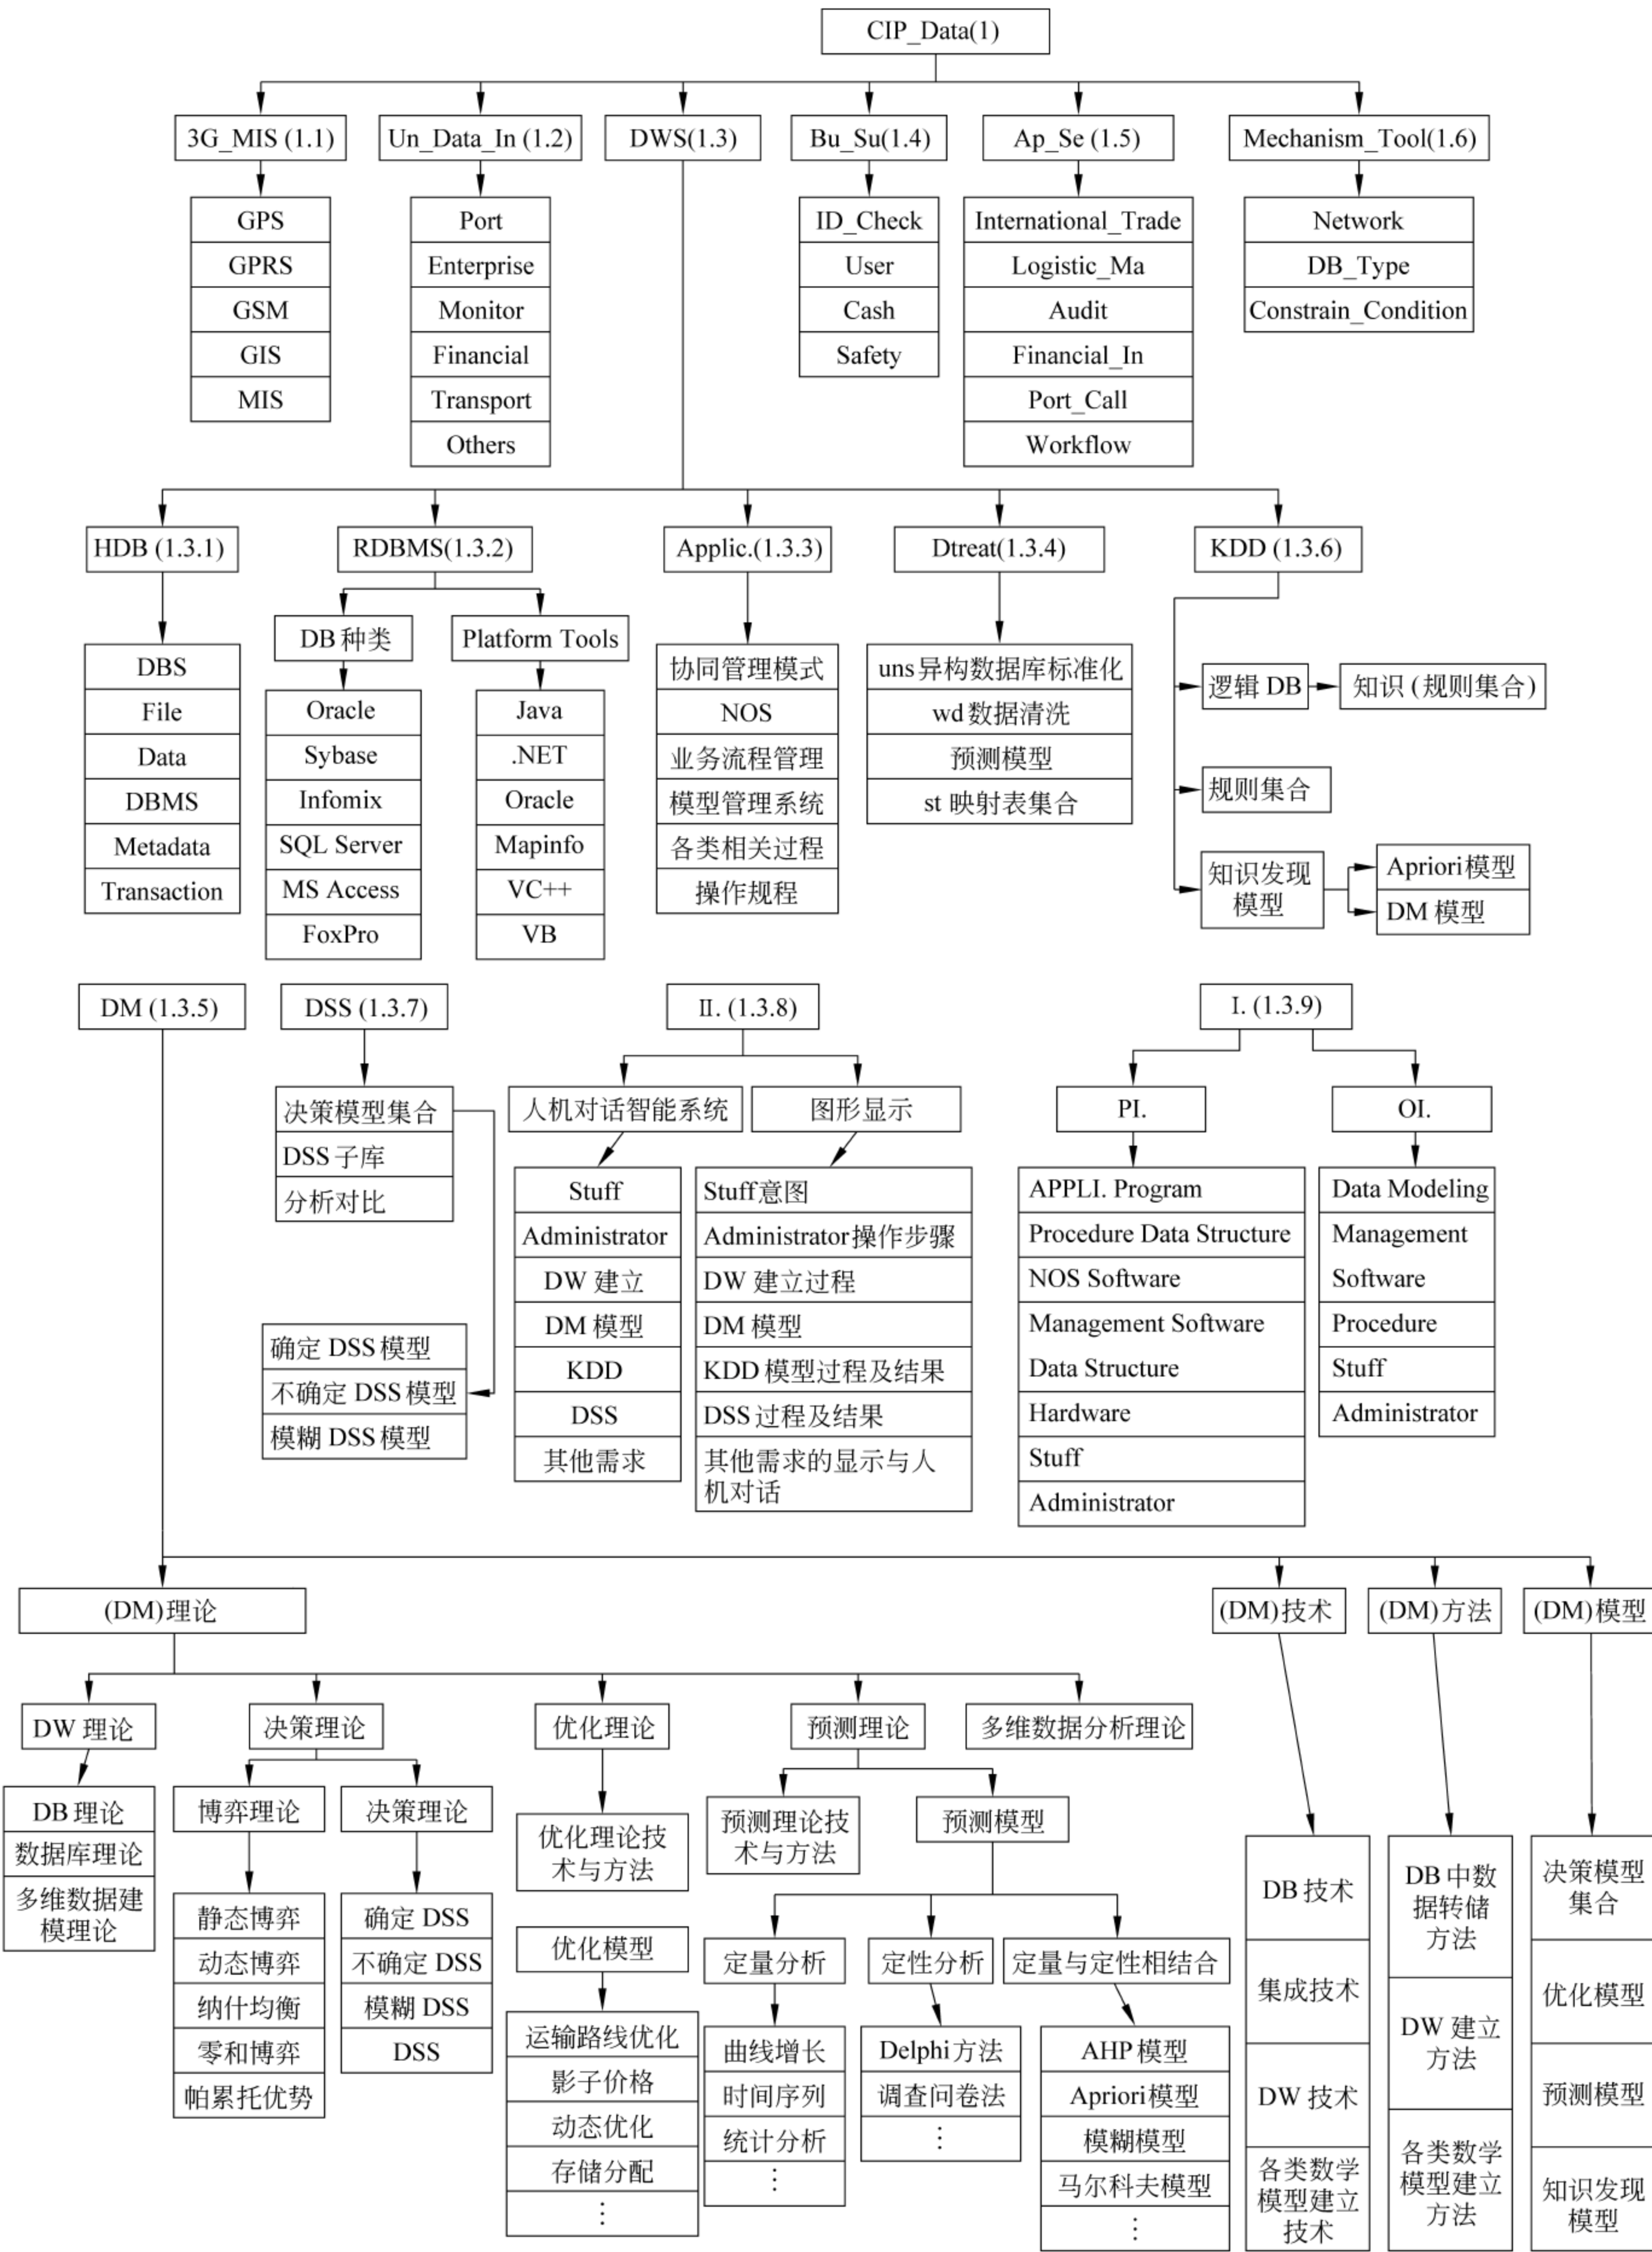 CIP_Data(1)
3G_MIS (1.1)
Un_Data_In (1.2)
DWS(1.3)
Bu_Su(1.4)
Ap_Se (1.5)
Mechanism_Tool(1.6)
GPS
GPRS
GSM
GIS
MIS
Port
Enterprise
Monitor
Financial
Transport
Others
ID_Check
User
Cash
Safety
International_Trade
Logistic_Ma
Audit
Financial_In
Port_Call
Workflow
Network
DB_Type
Constrain_Condition
HDB (1.3.1)
RDBMS(1.3.2)
Applic.(1.3.3)
Dtreat(1.3.4)
KDD (1.3.6)
DBS
File
Data
DBMS
Metadata
Transaction
DB种类
Platform Tools
Oracle
Sybase
Infomix
SQL Server
MS Access
FoxPro
Java
.NET
Oracle
Mapinfo
VC++
VB
协同管理模式
NOS
业务流程管理
模型管理系统
各类相关过程
操作规程
uns异构数据库标准化
wd数据清洗
预测模型
st 映射表集合
逻辑 DB
知识 (规则集合)
规则集合
知识发现
模型
Apriori模型
DM 模型
DM (1.3.5)
DSS (1.3.7)
Ⅱ. (1.3.8)
I. (1.3.9)
决策模型集合
DSS子库
分析对比
确定 DSS模型
不确定 DSS模型
模糊 DSS模型
人机对话智能系统
图形显示
Stuff
Administrator
DW 建立
DM 模型
KDD
DSS
其他需求
Stuff意图
Administrator操作步骤
DW 建立过程
DM 模型
KDD 模型过程及结果
DSS过程及结果
其他需求的显示与人
机对话
PI.
OI.
APPLI. Program
Procedure Data Structure
NOS Software
Management Software
Data Structure
Hardware
Stuff
Administrator
Data Modeling
Management
Software
Procedure
Stuff
Administrator
(DM)理论
(DM)技术
(DM)方法
(DM)模型
DW 理论
决策理论
优化理论
预测理论
多维数据分析理论
DB 理论
数据库理论
多维数据建
模理论
博弈理论
决策理论
静态博弈
动态博弈
纳什均衡
零和博弈
帕累托优势
确定 DSS
不确定 DSS
模糊 DSS
DSS
优化理论技
术与方法
优化模型
运输路线优化
影子价格
动态优化
存储分配
⋮
预测理论技
术与方法
预测模型
定量分析
定性分析
定量与定性相结合
曲线增长
时间序列
统计分析
⋮
Delphi方法
调查问卷法
⋮
AHP模型
Apriori模型
模糊模型
马尔科夫模型
⋮
DB 技术
集成技术
DW 技术
各类数学
模型建立
技术
DB中数
据转储
方法
DW 建立
方法
各类数学
模型建立
方法
决策模型
集合
优化模型
预测模型
知识发现
模型